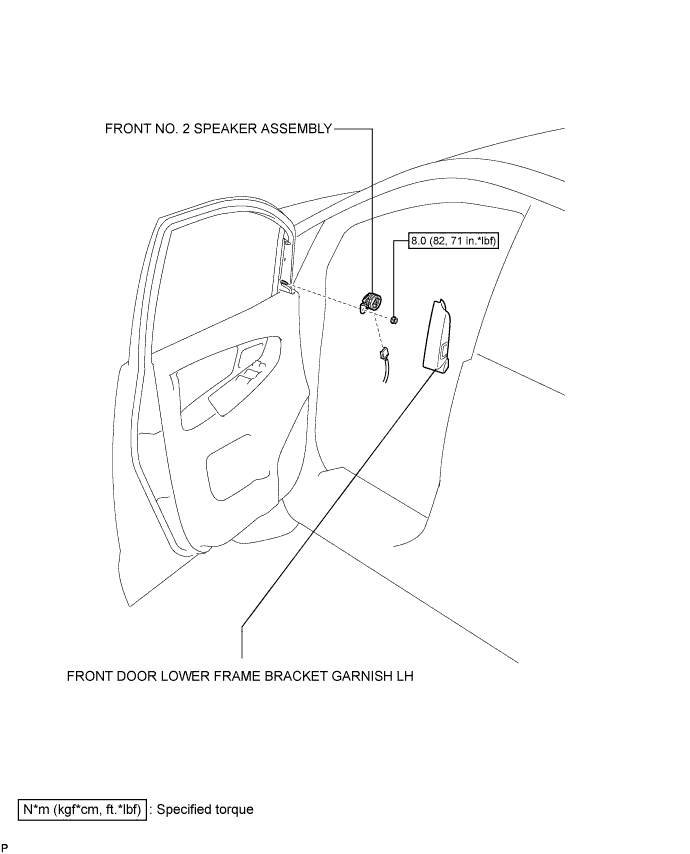 FRONT NO. 2 SPEAKER ASSEMBLY
8.0 (82, 71 in.*lbf)
FRONT DOOR LOWER FRAME BRACKET GARNISH LH
N*m (kgf*cm, ft.*lbf) : Specified torque
P